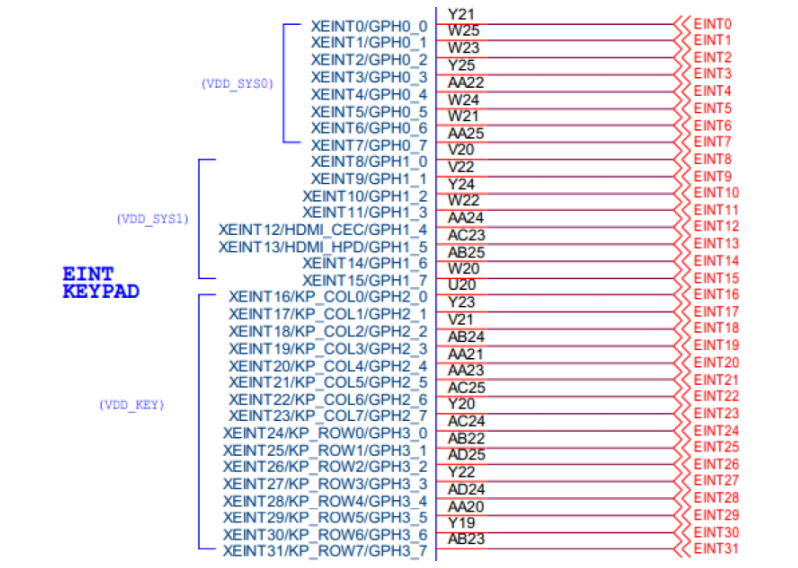 XEINT0/GPH0_0 Y21 EINT0
XEINT1/GPH0_1 W25 EINT1
XEINT2/GPH0_2 W23 EINT2
XEINT3/GPH0_3 Y25 EINT3
(VDD_SYS0)
XEINT4/GPH0_4 AA22 EINT4
XEINT5/GPH0_5 W24 EINT5
XEINT6/GPH0_6 W21 EINT6
XEINT7/GPH0_7 AA25 EINT7
XEINT8/GPH1_0 V20 EINT8
XEINT9/GPH1_1 V22 EINT9
XEINT10/GPH1_2 Y24 EINT10
XEINT11/GPH1_3 W22 EINT11
(VDD_SYS1)
XEINT12/HDMI_CEC/GPH1_4 AA24 EINT12
XEINT13/HDMI_HPD/GPH1_5 AC23 EINT13
XEINT14/GPH1_6 AB25 EINT14
XEINT15/GPH1_7 W20 EINT15
EINT
KEYPAD
XEINT16/KP_COL0/GPH2_0 U20 EINT16
XEINT17/KP_COL1/GPH2_1 Y23 EINT17
XEINT18/KP_COL2/GPH2_2 V21 EINT18
XEINT19/KP_COL3/GPH2_3 AB24 EINT19
XEINT20/KP_COL4/GPH2_4 AA21 EINT20
XEINT21/KP_COL5/GPH2_5 AA23 EINT21
XEINT22/KP_COL6/GPH2_6 AC25 EINT22
(VDD_KEY)
XEINT23/KP_COL7/GPH2_7 Y20 EINT23
XEINT24/KP_ROW0/GPH3_0 AC24 EINT24
XEINT25/KP_ROW1/GPH3_1 AB22 EINT25
XEINT26/KP_ROW2/GPH3_2 AD25 EINT26
XEINT27/KP_ROW3/GPH3_3 Y22 EINT27
XEINT28/KP_ROW4/GPH3_4 AD24 EINT28
XEINT29/KP_ROW5/GPH3_5 AA20 EINT29
XEINT30/KP_ROW6/GPH3_6 Y19 EINT30
XEINT31/KP_ROW7/GPH3_7 AB23 EINT31